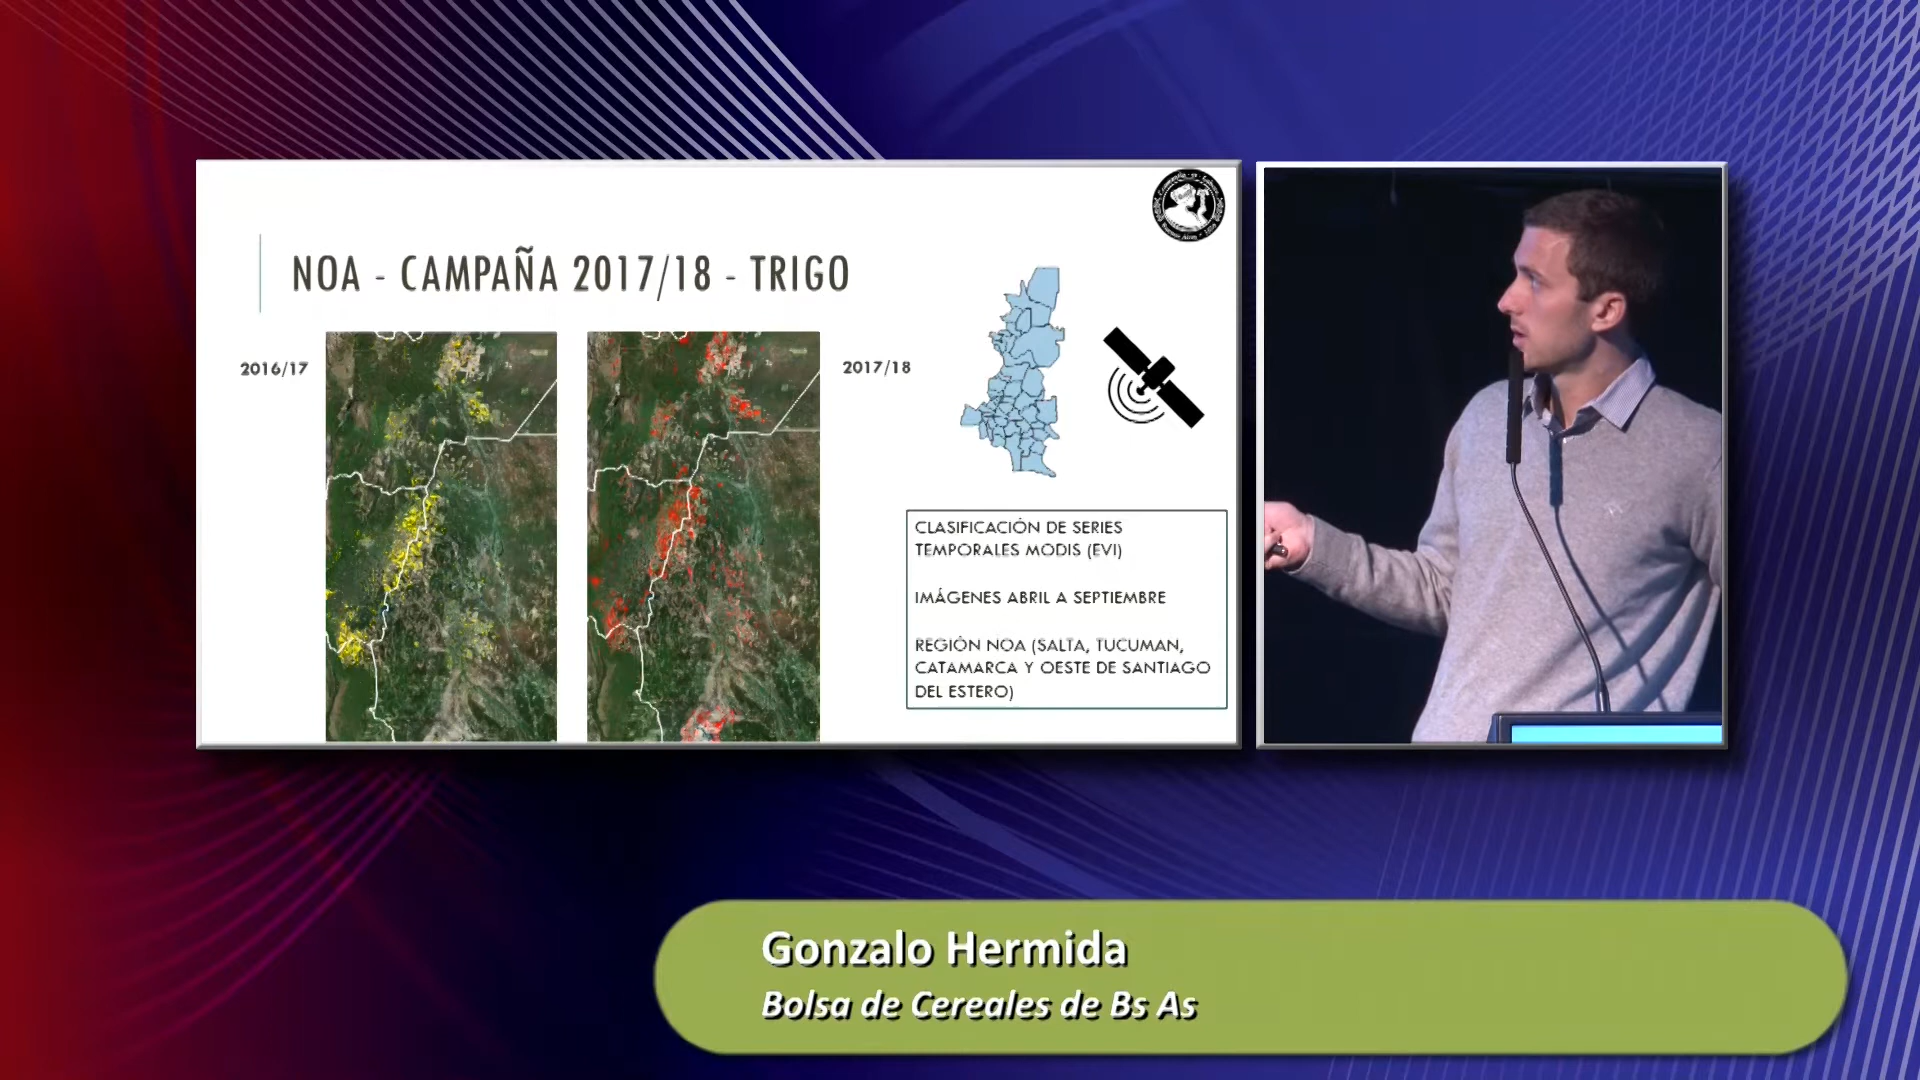 NOA - CAMPAÑA 2017/18 - TRIGO
2016/17
2017/18
CLASIFICACIÓN DE SERIES
TEMPORALES MODIS (EVI)
IMÁGENES ABRIL A SEPTIEMBRE
REGIÓN NOA (SALTA, TUCUMAN,
CATAMARCA Y OESTE DE SANTIAGO
DEL ESTERO)
Gonzalo Hermida
Bolsa de Cereales de Bs As